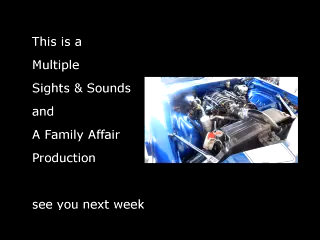 This is a
Multiple
Sights & Sounds
and
A Family Affair
Production
see you next week